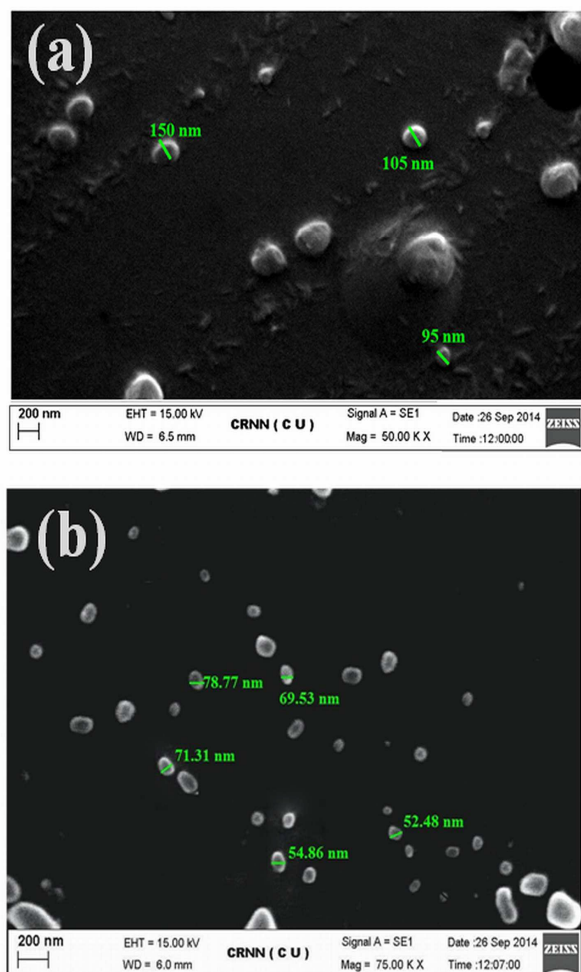 (a)
150 nm
105 nm
95 nm
200 nm
EHT = 15.00 kV
WD = 6.5 mm
CRNN ( C U )
Signal A = SE1
Mag = 50.00 K X
Date :26 Sep 2014
Time :12:00:00
ZEISS
(b)
78.77 nm
69.53 nm
71.31 nm
52.48 nm
54.86 nm
200 nm
EHT = 15.00 kV
WD = 6.0 mm
CRNN ( C U )
Signal A = SE1
Mag = 75.00 K X
Date :26 Sep 2014
Time :12:07:00
ZEISS